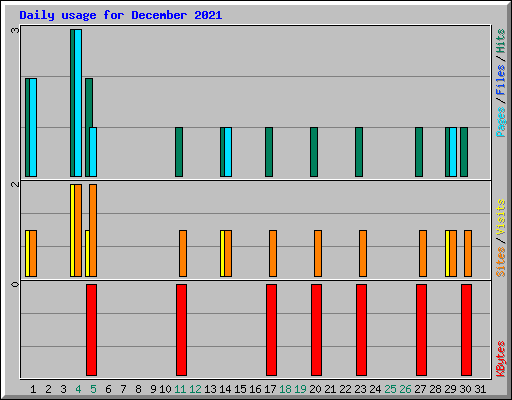 Daily usage for December 2021
3
Pages / Files / Hits
2
Sites / Visits
0
KBytes
1 2 3 4 5 6 7 8 9 10 11 12 13 14 15 16 17 18 19 20 21 22 23 24 25 26 27 28 29 30 31